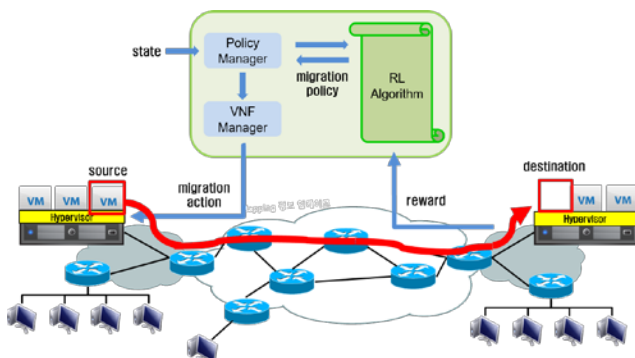 state
Policy
Manager
migration
policy
RL
Algorithm
VNF
Manager
source
migration
action
reward
destination
VM
VM
VM
Hypervisor
VM
VM
Hypervisor